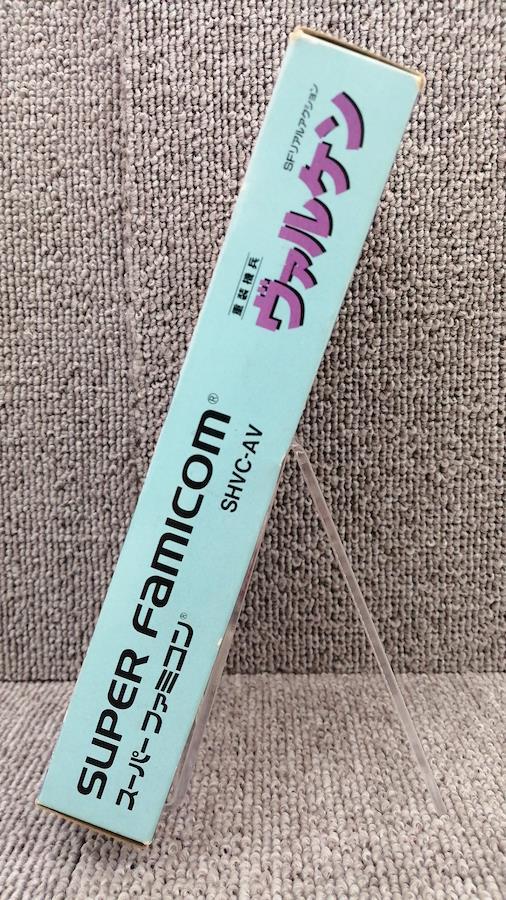 SUPER Famicom®
スーパーファミコン®
SHVC-AV
重装機兵
ヴァルケン
SFリアルアクション